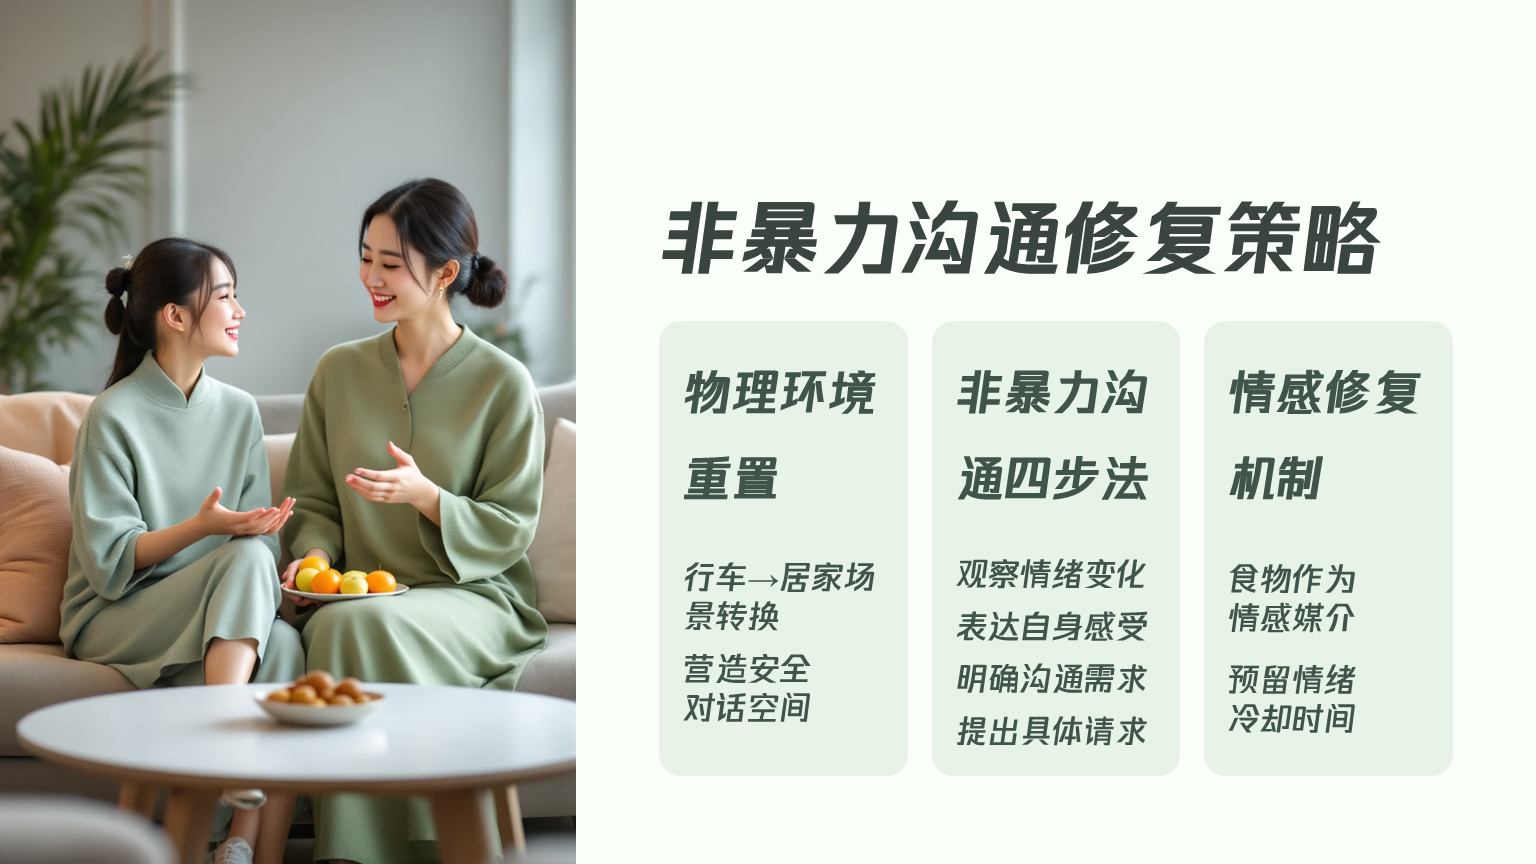 非暴力沟通修复策略
物理环境
重置
行车→居家场
景转换
营造安全
对话空间
非暴力沟
通四步法
观察情绪变化
表达自身感受
明确沟通需求
提出具体请求
情感修复
机制
食物作为
情感媒介
预留情绪
冷却时间